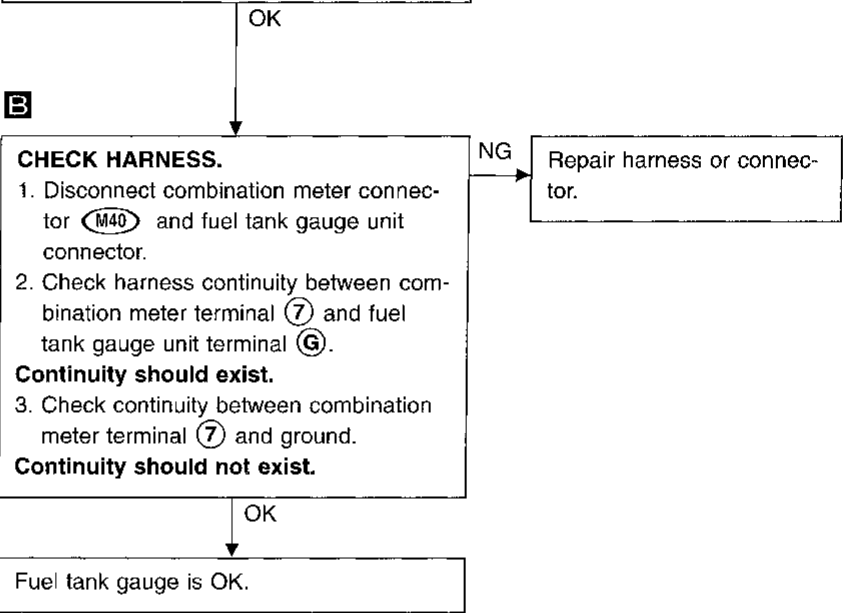 OK
B
CHECK HARNESS.
1. Disconnect combination meter connec-
tor M40 and fuel tank gauge unit
connector.
2. Check harness continuity between com-
bination meter terminal 7 and fuel
tank gauge unit terminal G.
Continuity should exist.
3. Check continuity between combination
meter terminal 7 and ground.
Continuity should not exist.
NG
Repair harness or connec-
tor.
OK
Fuel tank gauge is OK.